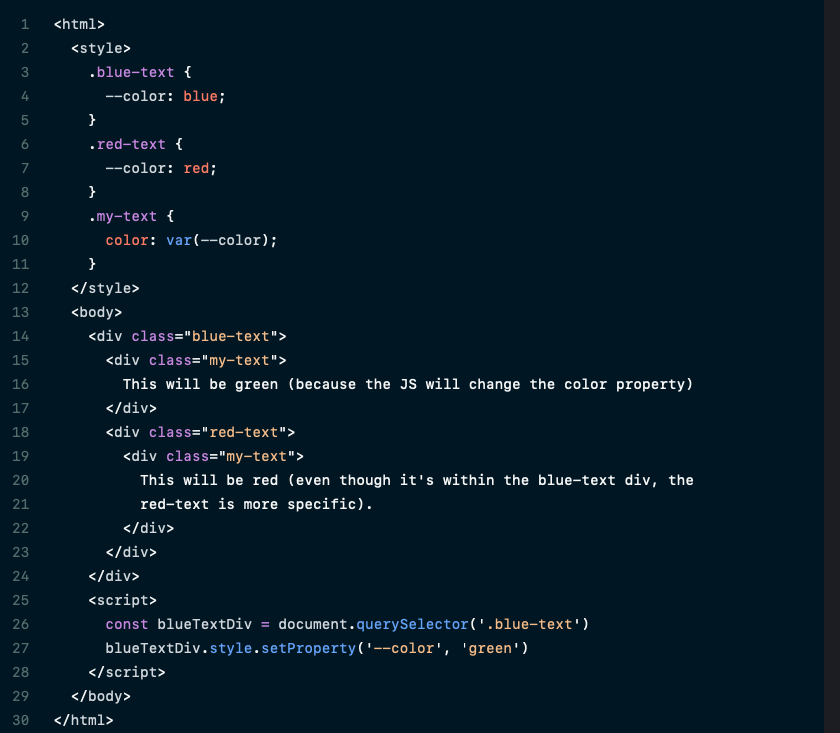 1 <html>
2   <style>
3     .blue-text {
4       --color: blue;
5     }
6     .red-text {
7       --color: red;
8     }
9     .my-text {
10       color: var(--color);
11     }
12   </style>
13   <body>
14     <div class="blue-text">
15       <div class="my-text">
16         This will be green (because the JS will change the color property)
17       </div>
18       <div class="red-text">
19         <div class="my-text">
20           This will be red (even though it's within the blue-text div, the
21           red-text is more specific).
22         </div>
23       </div>
24     </div>
25     <script>
26       const blueTextDiv = document.querySelector('.blue-text')
27       blueTextDiv.style.setProperty('--color', 'green')
28     </script>
29   </body>
30 </html>